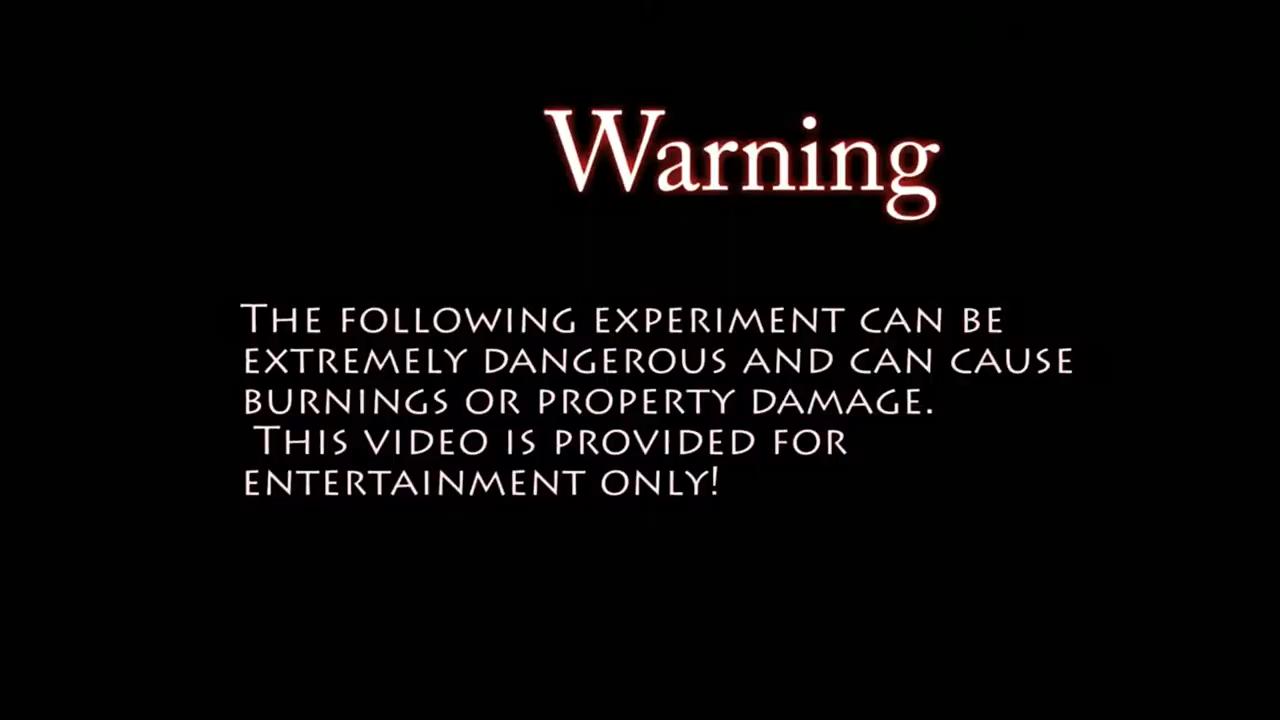 Warning
THE FOLLOWING EXPERIMENT CAN BE
EXTREMELY DANGEROUS AND CAN CAUSE
BURNINGS OR PROPERTY DAMAGE.
THIS VIDEO IS PROVIDED FOR
ENTERTAINMENT ONLY!